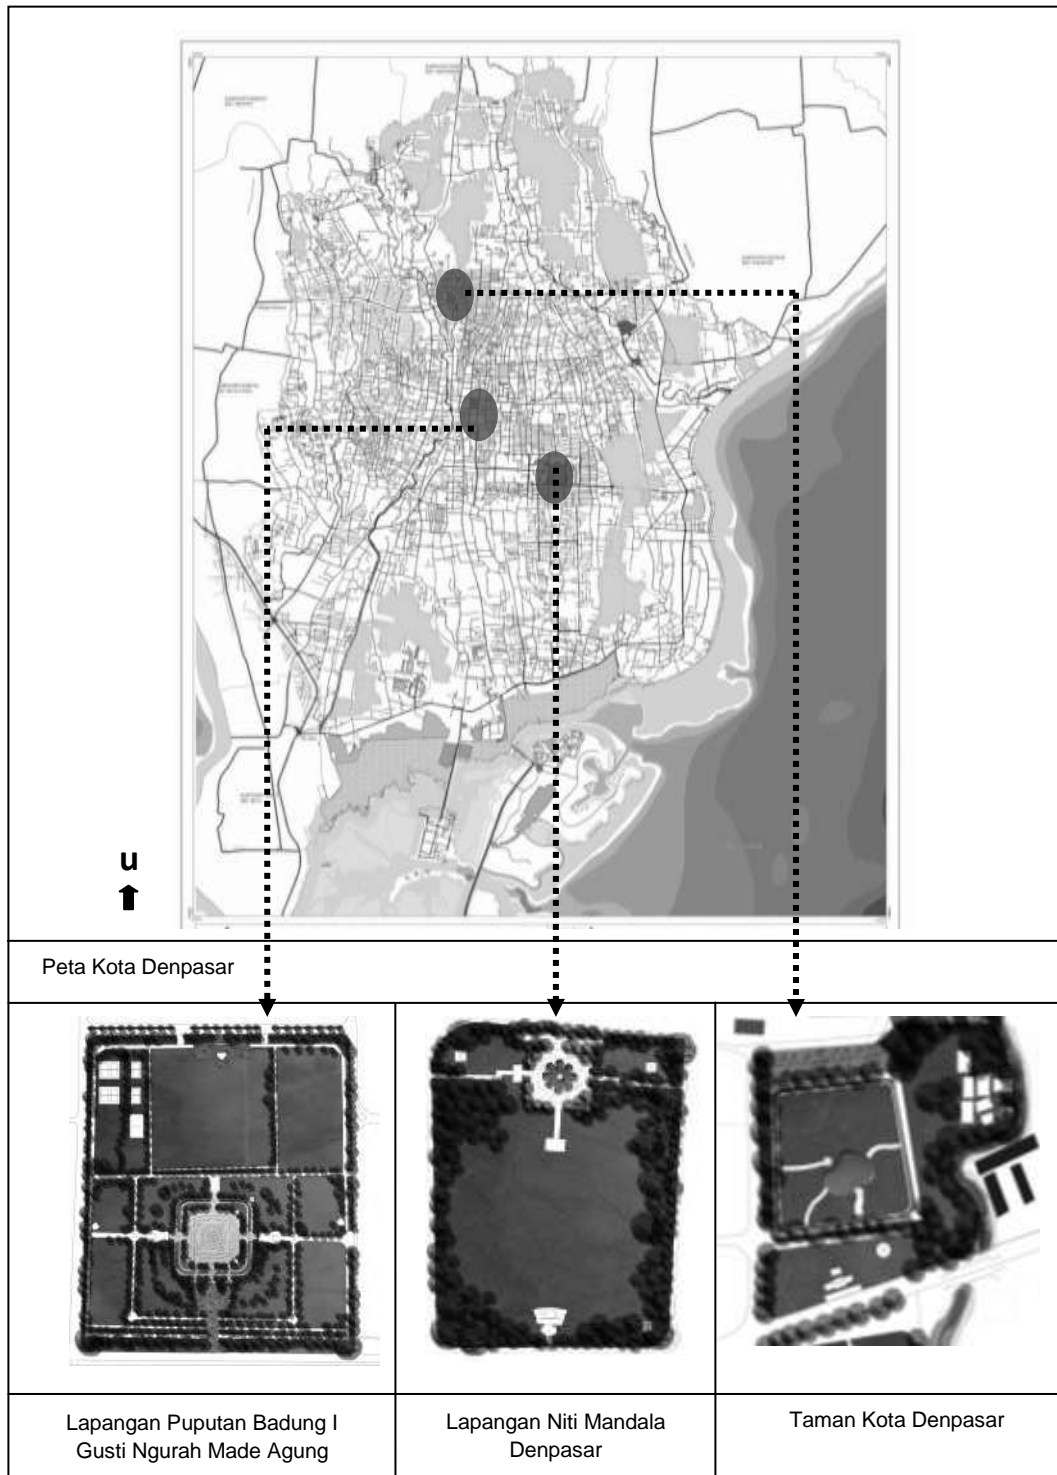 u
Peta Kota Denpasar
Lapangan Puputan Badung I
Gusti Ngurah Made Agung
Lapangan Niti Mandala
Denpasar
Taman Kota Denpasar